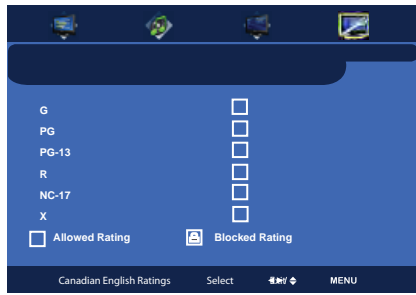 G
PG
PG-13
R
NC-17
X
Allowed Rating Blocked Rating
Canadian English Ratings Select MENU